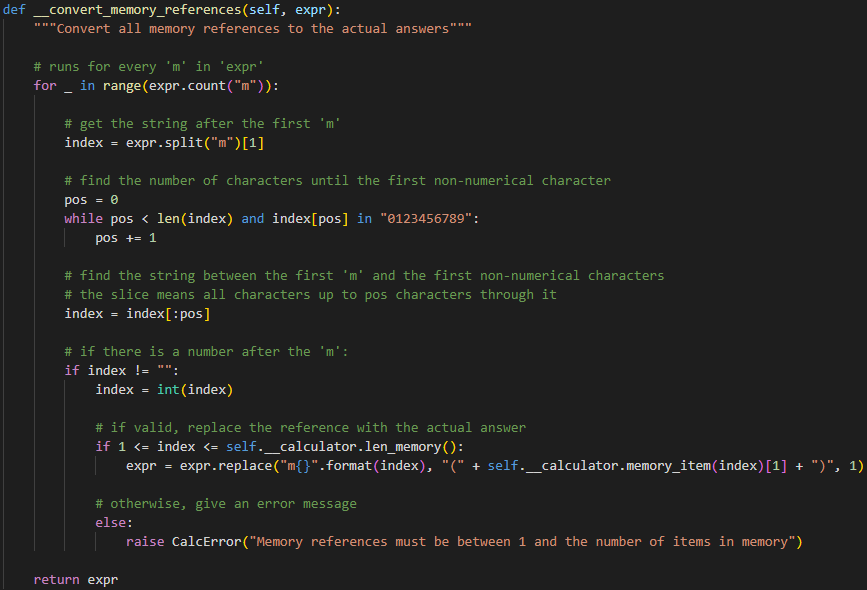 def __convert_memory_references(self, expr):
    """Convert all memory references to the actual answers"""

    # runs for every 'm' in 'expr'
    for _ in range(expr.count("m")):

        # get the string after the first 'm'
        index = expr.split("m")[1]

        # find the number of characters until the first non-numerical character
        pos = 0
        while pos < len(index) and index[pos] in "0123456789":
            pos += 1

        # find the string between the first 'm' and the first non-numerical characters
        # the slice means all characters up to pos characters through it
        index = index[:pos]

        # if there is a number after the 'm':
        if index != "":
            index = int(index)

            # if valid, replace the reference with the actual answer
            if 1 <= index <= self.__calculator.len_memory():
                expr = expr.replace("m{}".format(index), "(" + self.__calculator.memory_item(index)[1] + ")", 1)

            # otherwise, give an error message
            else:
                raise CalcError("Memory references must be between 1 and the number of items in memory")

    return expr